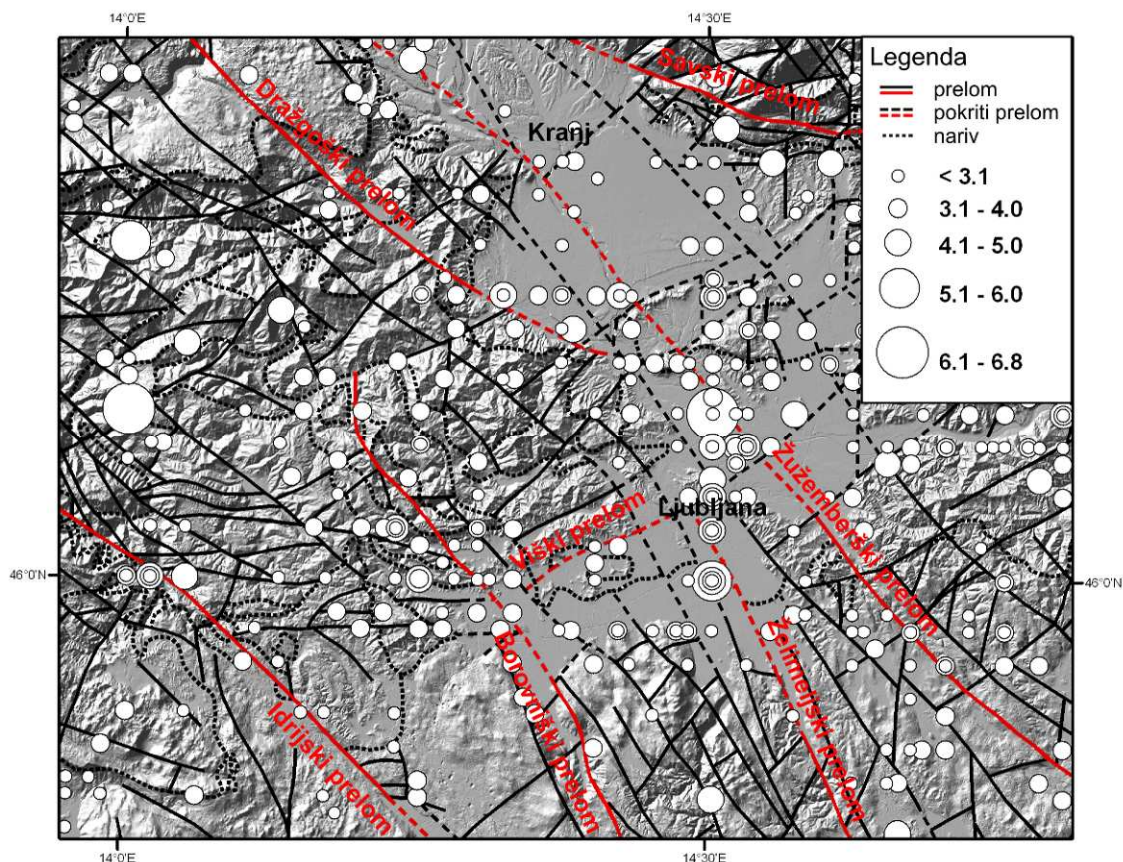 14°0'E
14°30'E
Legenda
prelom
pokriti prelom
nariv
< 3.1
3.1 - 4.0
4.1 - 5.0
5.1 - 6.0
6.1 - 6.8
Savski prelom
Dražgoški prelom
Kranj
Žužemberški prelom
Ljubljana
Viški prelom
46°0'N
46°0'N
Borovniški prelom
Želimeljski prelom
Idrijski prelom
14°0'E
14°30'E